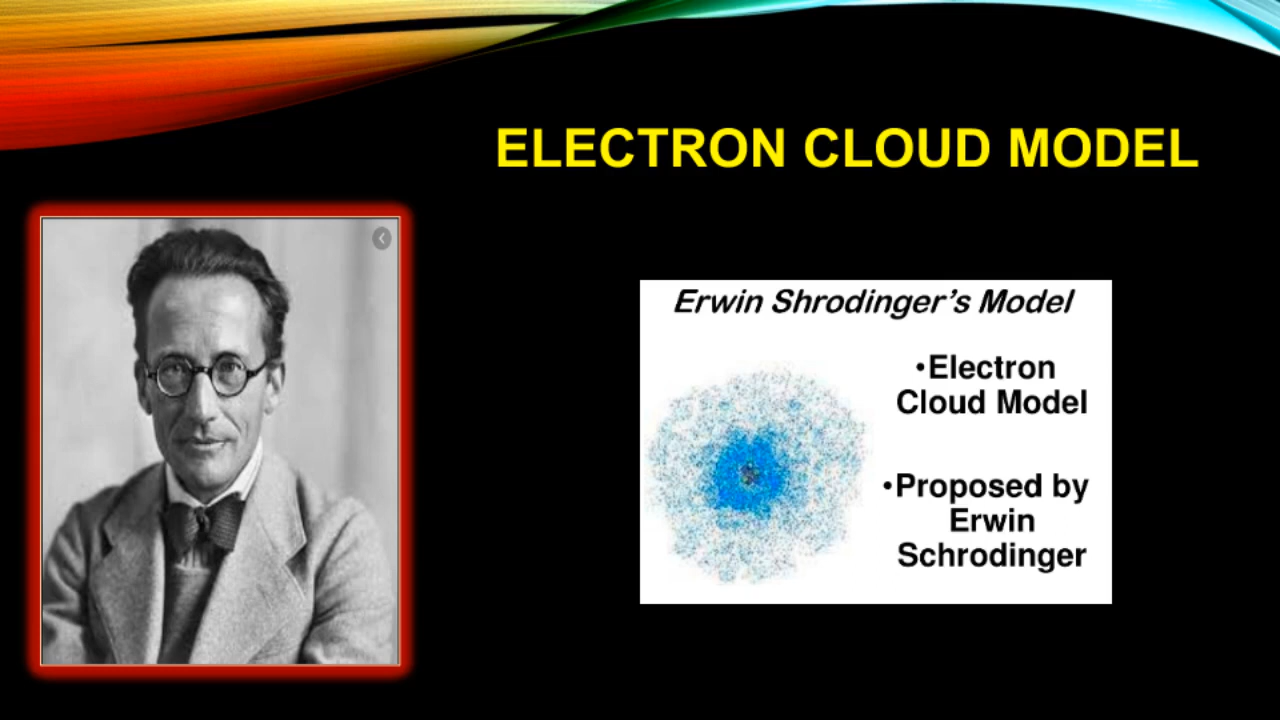 ELECTRON CLOUD MODEL
Erwin Shrodinger's Model
•Electron
Cloud Model
•Proposed by
Erwin
Schrodinger